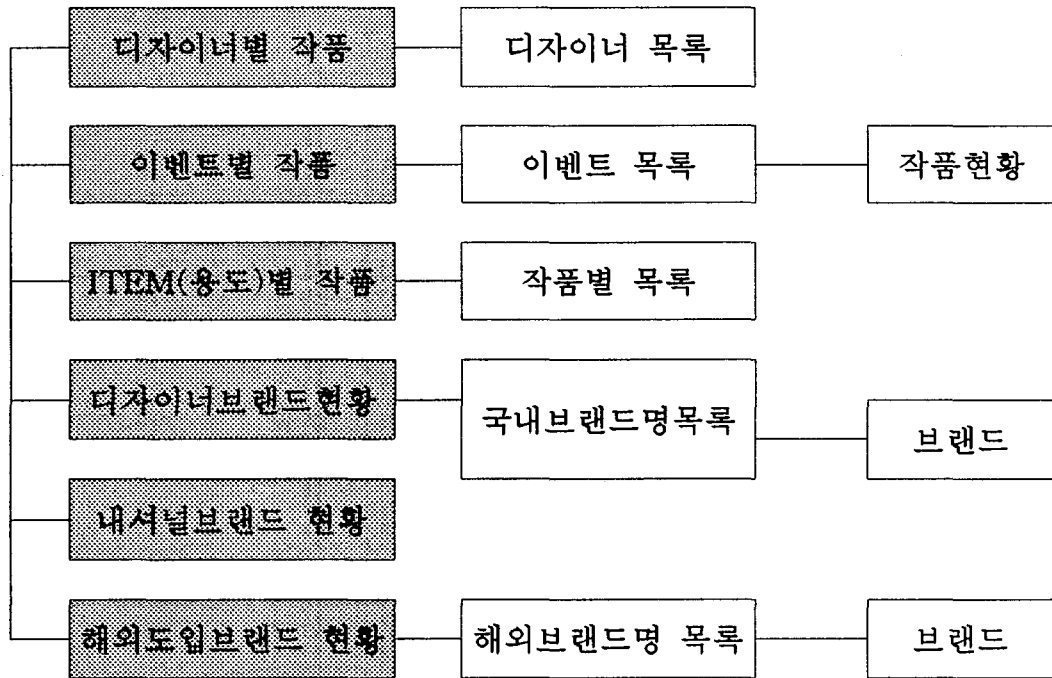 디자이너별 작품
디자이너 목록
이벤트별 작품
이벤트 목록
작품현황
ITEM(용도)별 작품
작품별 목록
디자이너브랜드현황
국내브랜드명목록
브랜드
내셔널브랜드 현황
해외도입브랜드 현황
해외브랜드명 목록
브랜드